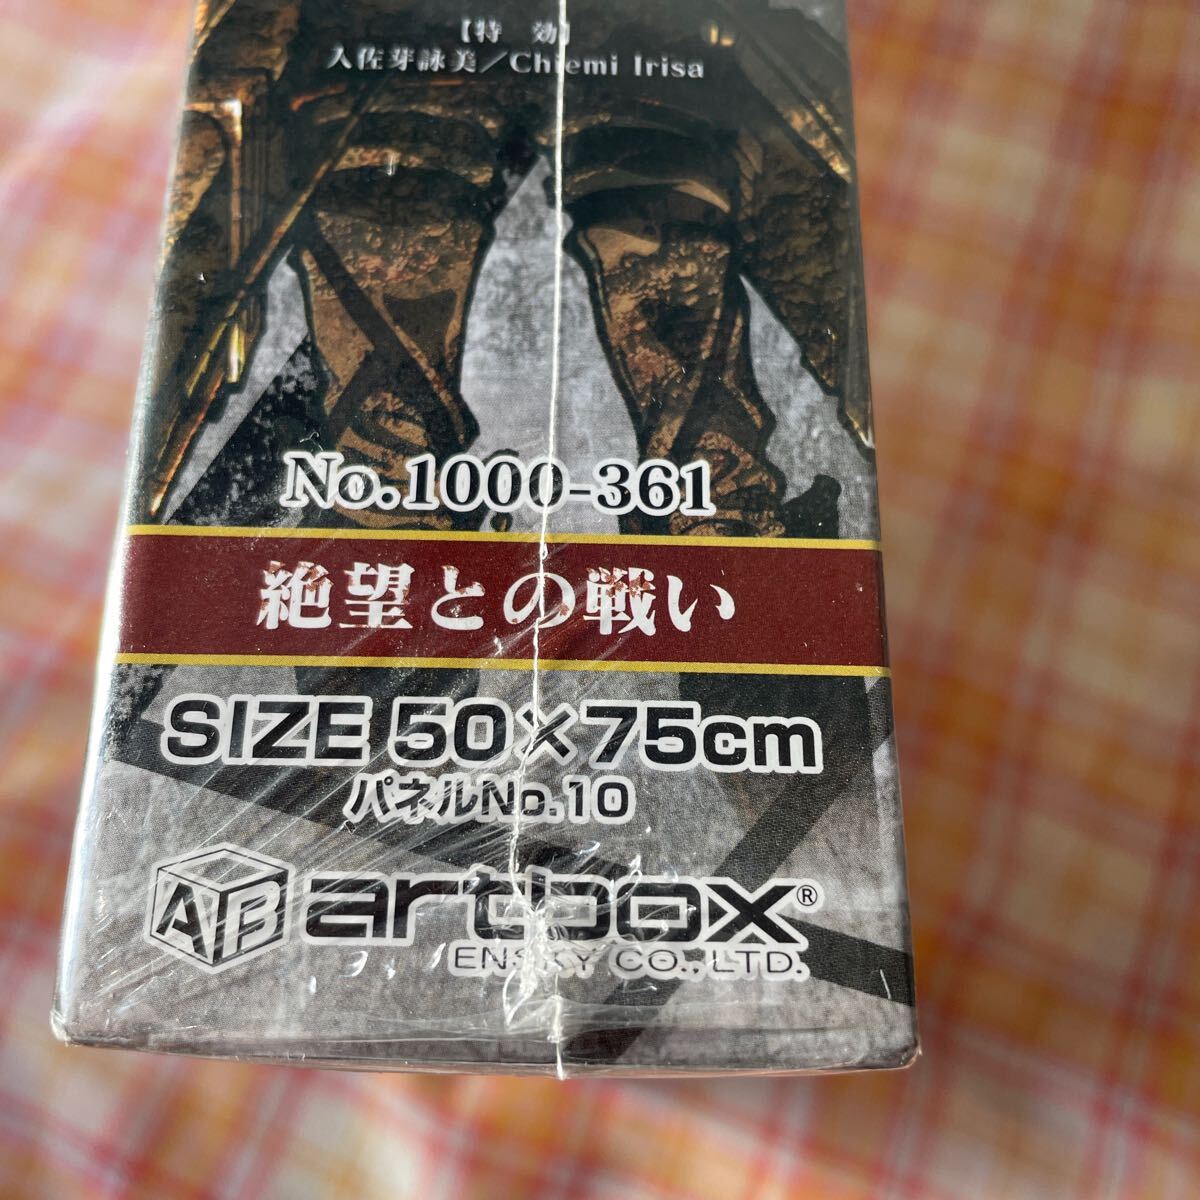 【特 効】
入佐芽詠美／Chiemi Irisa
No.1000-361
絶望との戦い
SIZE 50×75cm
パネルNo.10
AB artbox®
ENSKY CO., LTD.